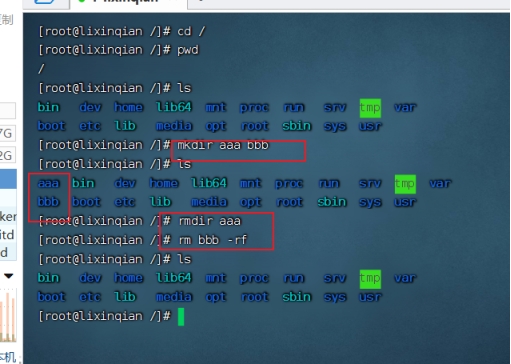 制
1 lixinqian
[root@lixinqian /]# cd /
[root@lixinqian /]# pwd
/
[root@lixinqian /]# ls
bin dev home lib64 mnt proc run srv tmp var
boot etc lib media opt root sbin sys usr
[root@lixinqian /]# mkdir aaa bbb
[root@lixinqian /]# ls
aaa bin dev home lib64 mnt proc run srv tmp var
bbb boot etc lib media opt root sbin sys usr
[root@lixinqian /]# rmdir aaa
[root@lixinqian /]# rm bbb -rf
[root@lixinqian /]# ls
bin dev home lib64 mnt proc run srv tmp var
boot etc lib media opt root sbin sys usr
[root@lixinqian /]#
7G
2G
ker
itd
d
本机